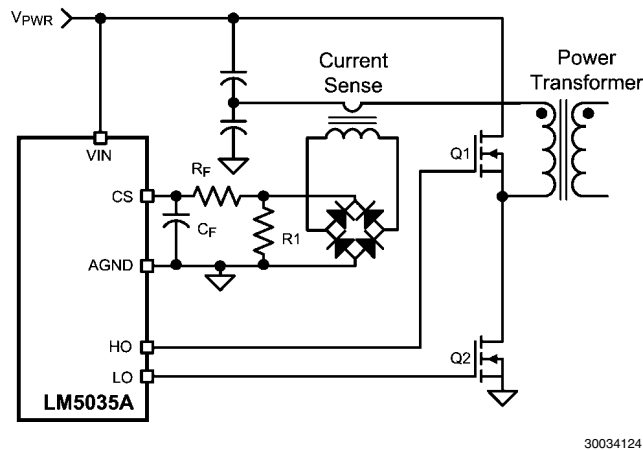 VPWR
Current
Sense
Power
Transformer
VIN
Q1
RF
CS
CF
R1
AGND
HO
Q2
LO
LM5035A
30034124